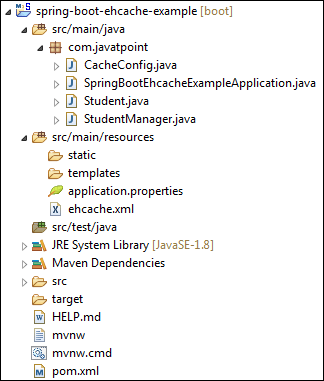 spring-boot-ehcache-example [boot]
src/main/java
com.javatpoint
CacheConfig.java
SpringBootEhcacheExampleApplication.java
Student.java
StudentManager.java
src/main/resources
static
templates
application.properties
ehcache.xml
src/test/java
JRE System Library [JavaSE-1.8]
Maven Dependencies
src
target
HELP.md
mvnw
mvnw.cmd
pom.xml